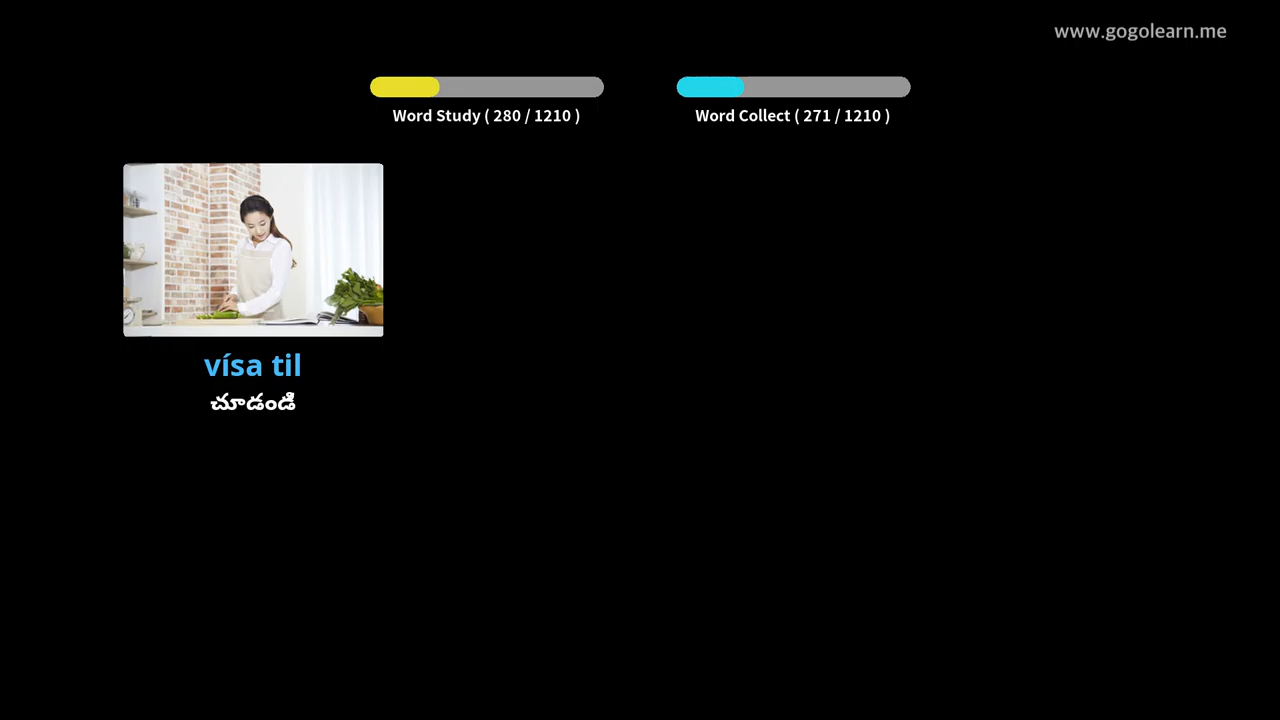 www.gogolearn.me
Word Study ( 280 / 1210 )
Word Collect ( 271 / 1210 )
vísa til
చూడండి